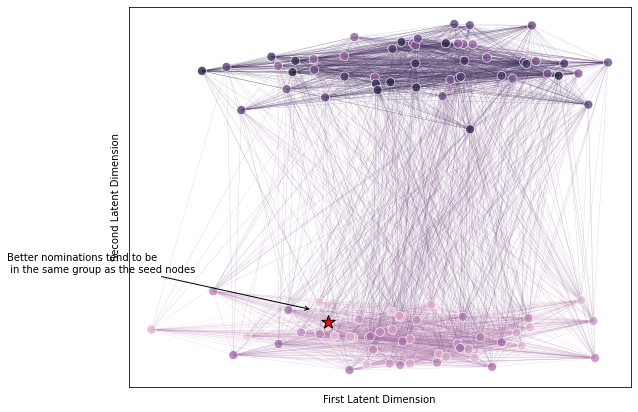 Second Latent Dimension
Better nominations tend to be
in the same group as the seed nodes
First Latent Dimension